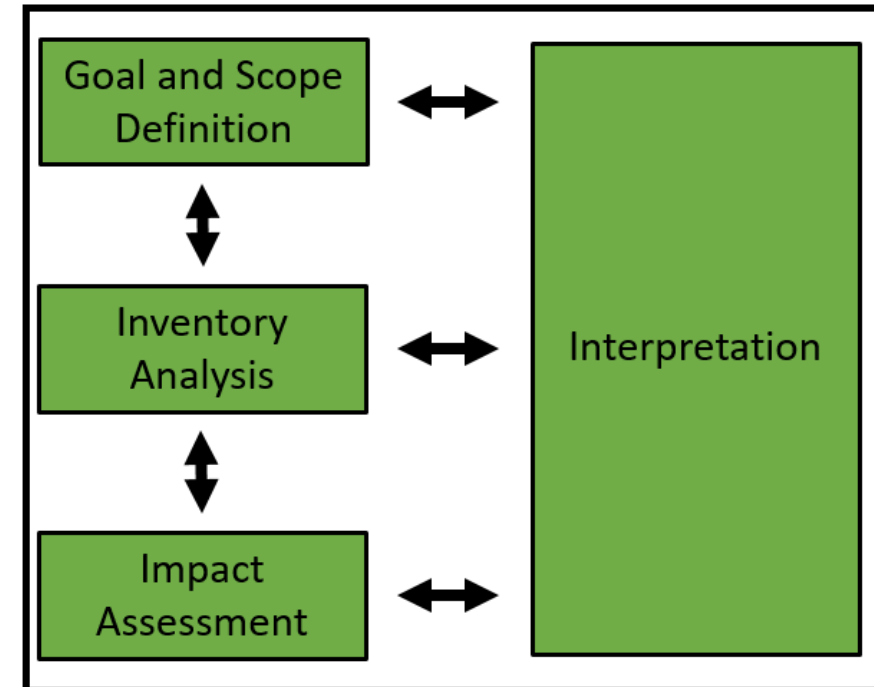 Goal and Scope
Definition
Inventory
Analysis
Interpretation
Impact
Assessment